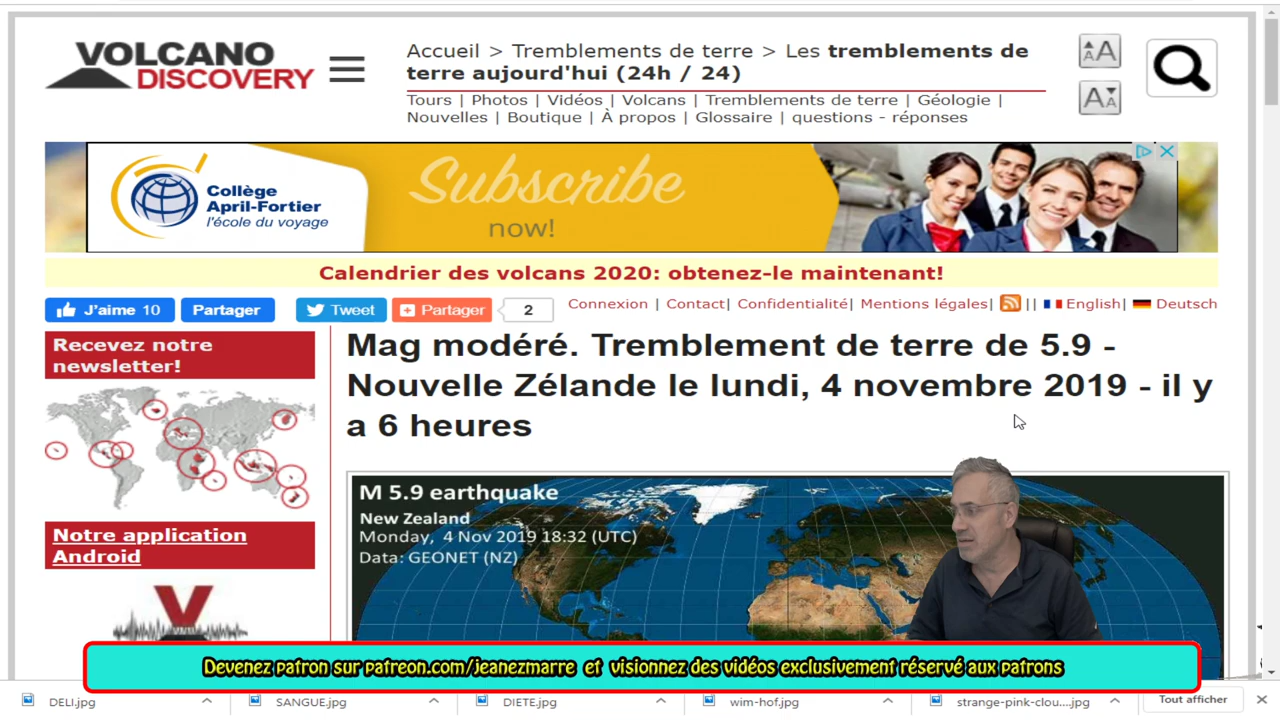 VOLCANO
DISCOVERY
Accueil > Tremblements de terre > Les tremblements de
terre aujourd'hui (24h / 24)
Tours | Photos | Vidéos | Volcans | Tremblements de terre | Géologie |
Nouvelles | Boutique | À propos | Glossaire | questions - réponses
AA
AA
Collège
April-Fortier
l'école du voyage
Subscribe
now!
Calendrier des volcans 2020: obtenez-le maintenant!
J'aime 10
Partager
Tweet
Partager
2
Connexion | Contact| Confidentialité| Mentions légales| || English| Deutsch
Recevez notre
newsletter!
Mag modéré. Tremblement de terre de 5.9 -
Nouvelle Zélande le lundi, 4 novembre 2019 - il y
a 6 heures
Notre application
Android
M 5.9 earthquake
New Zealand
Monday, 4 Nov 2019 18:32 (UTC)
Data: GEONET (NZ)
Devenez patron sur patreon.com/jeanezmarre et visionnez des vidéos exclusivement réservé aux patrons
DELI.jpg
SANGUE.jpg
DIETE.jpg
wim-hof.jpg
strange-pink-clou....jpg
Tout afficher